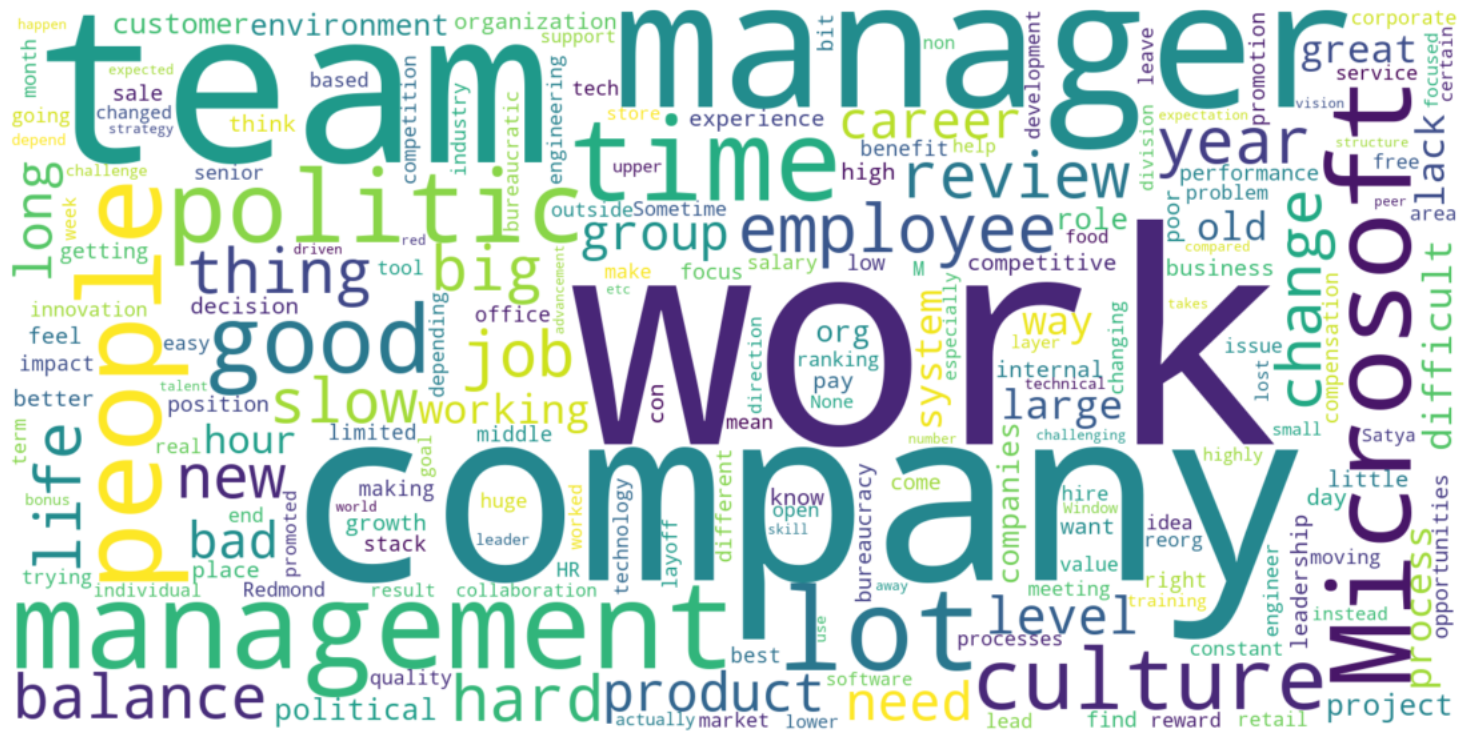 happen
customer
environment
organization
support
bit
non
leave
promotion
corporate
great
service
focused
certain
month
team
manager
expected
based
competition
engineering
tech
development
vision
going
sale
changed
strategy
think
industry
bureaucratic
store
experience
career
division
expectation
year
structure
lack
depend
challenge
senior
time
upper
benefit
help
high
review
performance
free
problem
peer
area
long
week
people
politic
outside
Sometime
group
employee
role
food
poor
old
change
Microsoft
difficult
getting
thing
driven
red
tool
big
advancement
make
etc
focus
salary
low
M
competitive
compared
business
innovation
decision
office
work
takes
feel
easy
good
depending
job
direction
org
ranking
pay
None
system
especially
way
layer
internal
changing
issue
lost
compensation
impact
talent
better
position
slow
working
con
mean
technical
large
small
Satya
life
term
real
hour
limited
goal
middle
number
challenging
companies
highly
little
bonus
new
making
world
huge
company
worked
different
know
open
skill
bureaucracy
come
hire
Window
want
idea
reorg
day
opportunities
end
bad
promoted
growth
stack
leader
technology
layoff
HR
value
leadership
moving
process
trying
place
individual
Redmond
result
collaboration
away
meeting
right
training
engineer
instead
management
lot
use
level
processes
constant
best
balance
quality
political
hard
product
software
need
culture
project
actually
market
lower
lead
find
reward
retail